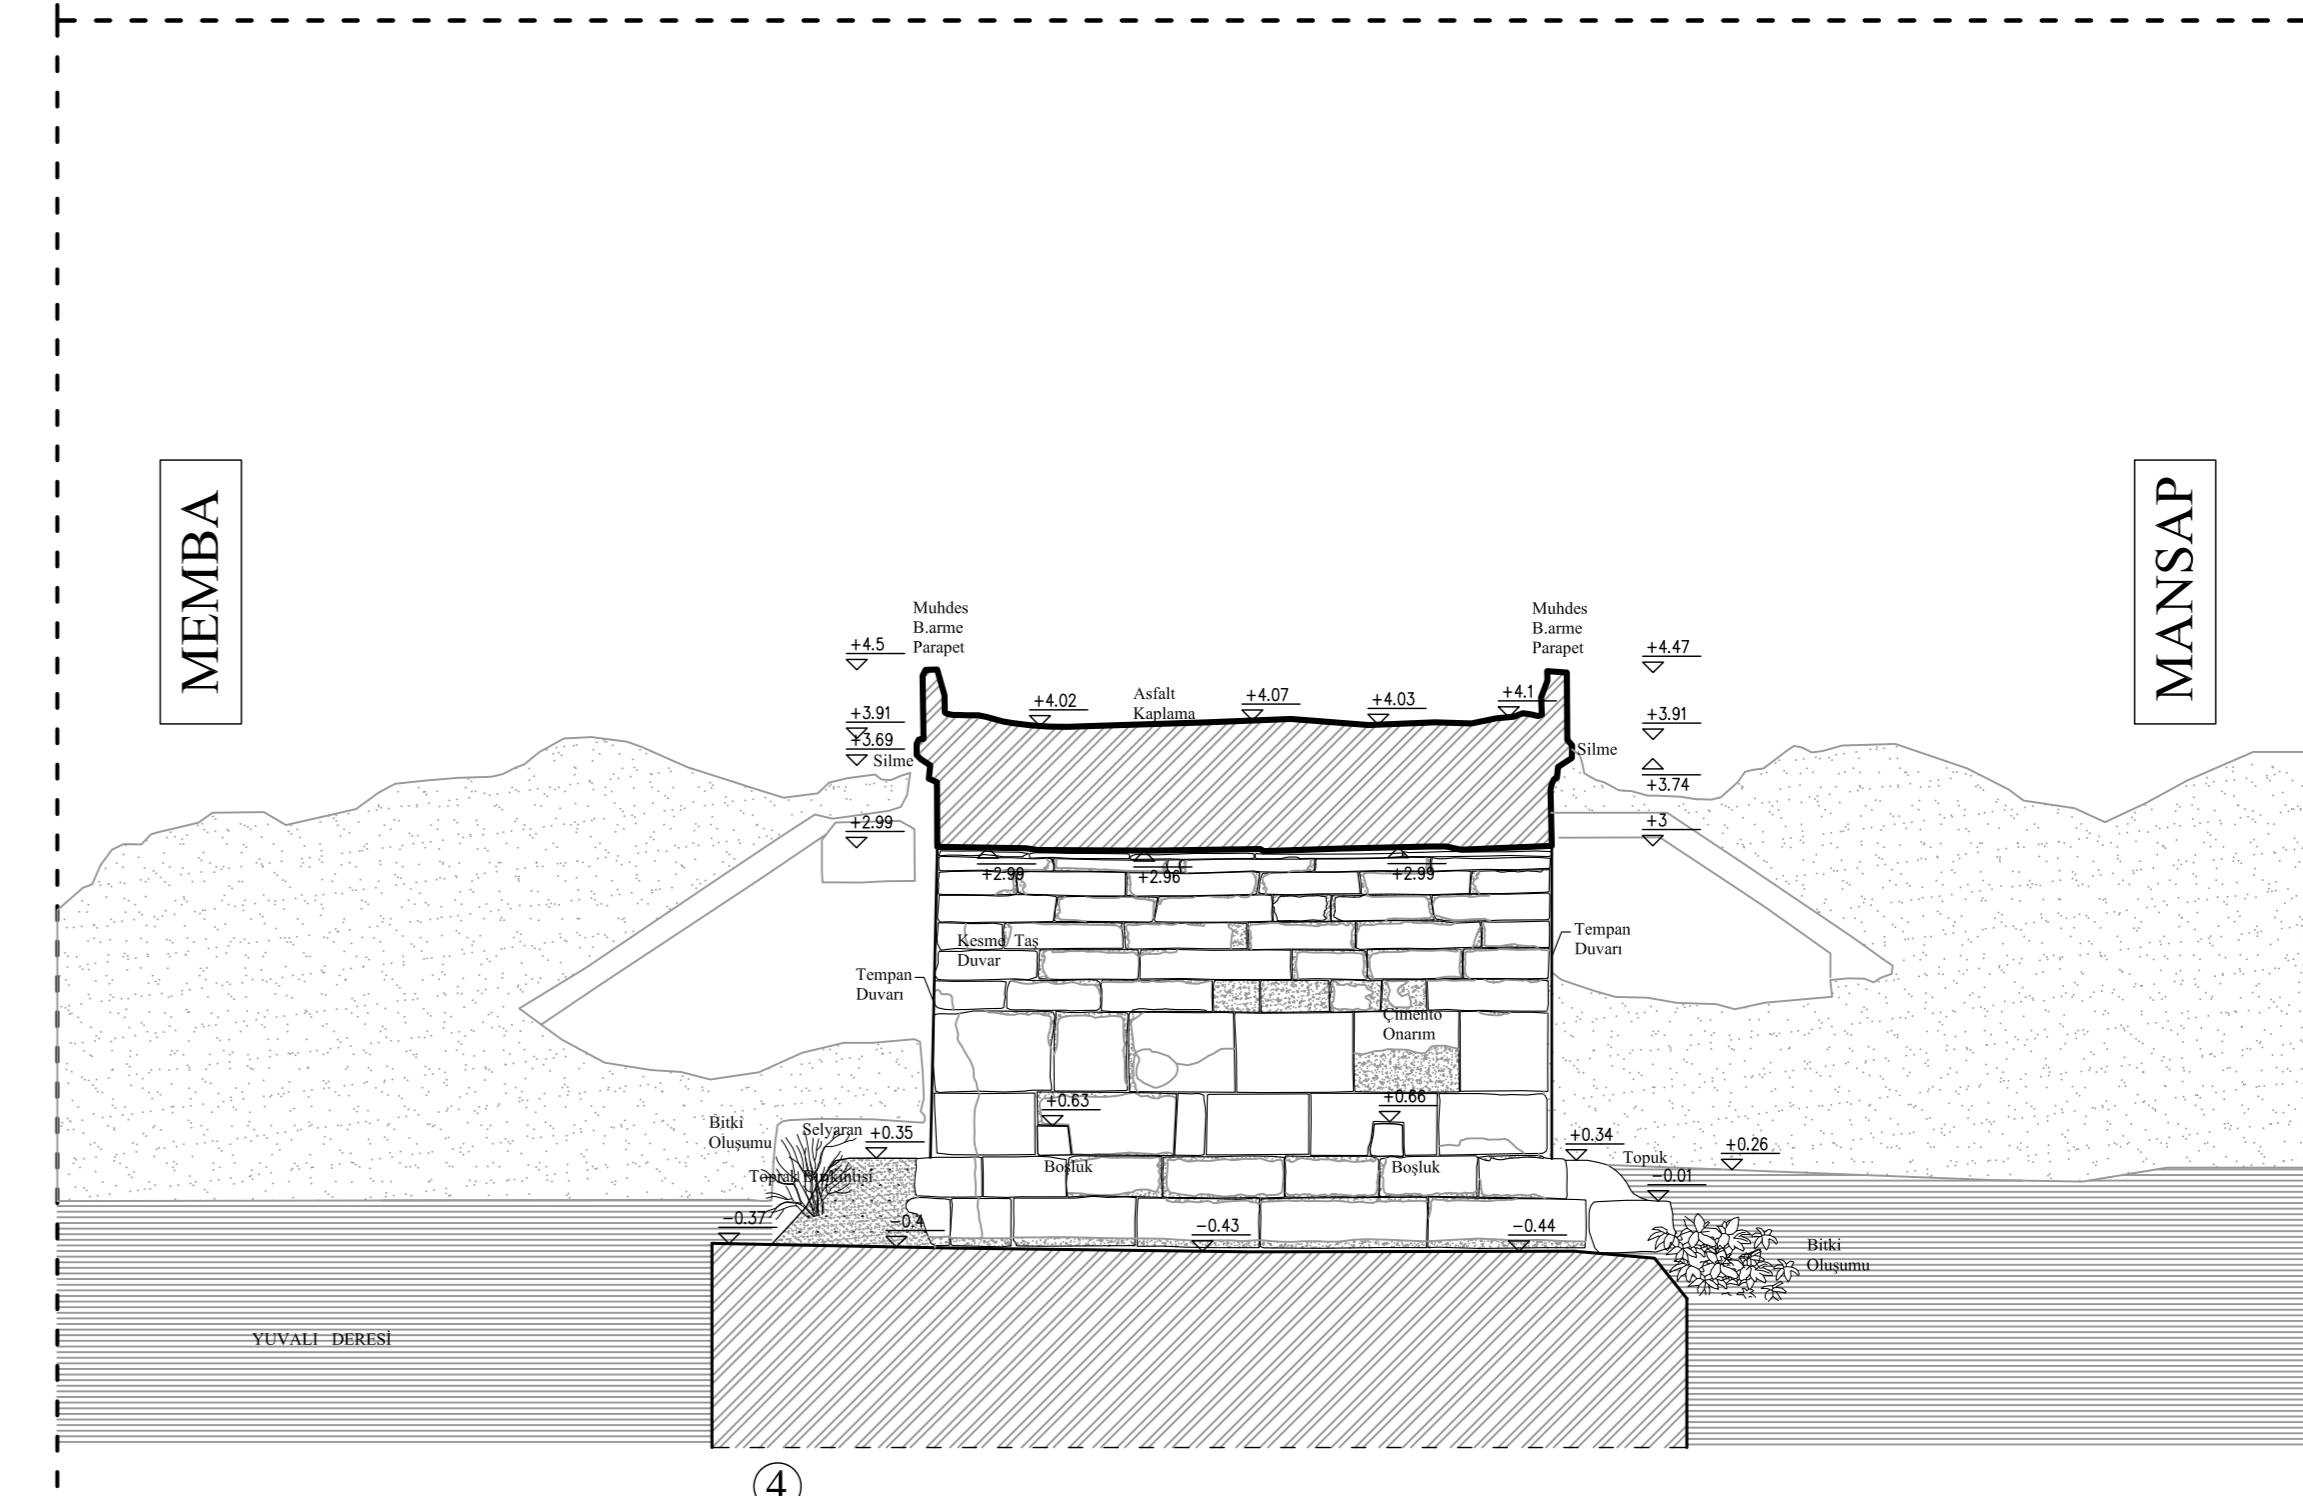 MEMBA
MANSAP
Muhdes
B.arme
Parapet
Muhdes
B.arme
Parapet
+4.5
+4.47
+4.02
Asfalt
Kaplama
+4.07
+4.03
+4.1
+3.91
+3.69
Silme
+3.91
Silme
+3.74
+2.99
+3
+2.99
+2.96
+2.99
Kesme Taş
Duvar
Tempan
Duvarı
Tempan
Duvarı
Çimento
Onarım
+0.63
+0.66
Bitki
Oluşumu
Selyaran
+0.35
+0.34
+0.26
Topuk
-0.01
Boşluk
Boşluk
Toprak Birikintisi
-0.37
-0.4
-0.43
-0.44
Bitki
Oluşumu
YUVALI DERESİ
4